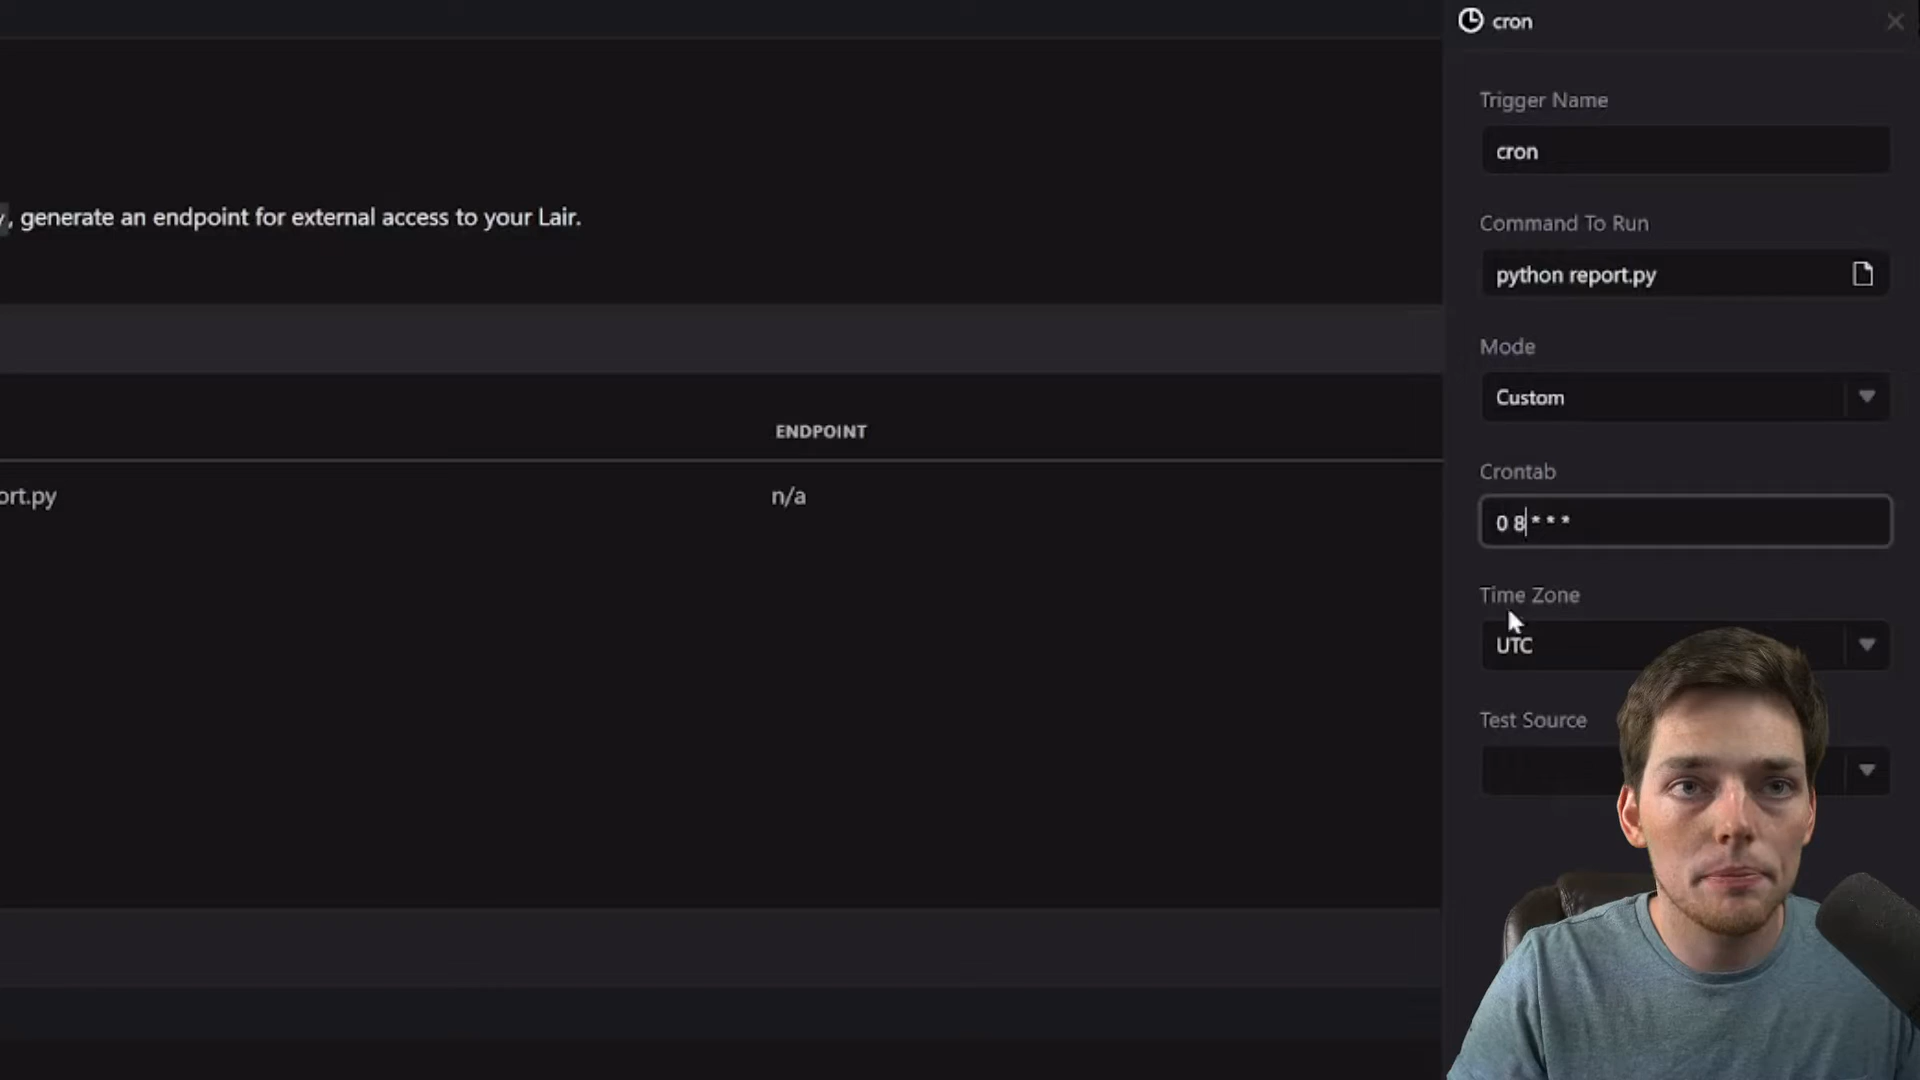 cron
Trigger Name
cron
Command To Run
python report.py
Mode
Custom
Crontab
0 8 * * *
Time Zone
UTC
Test Source
, generate an endpoint for external access to your Lair.
ENDPOINT
ort.py
n/a